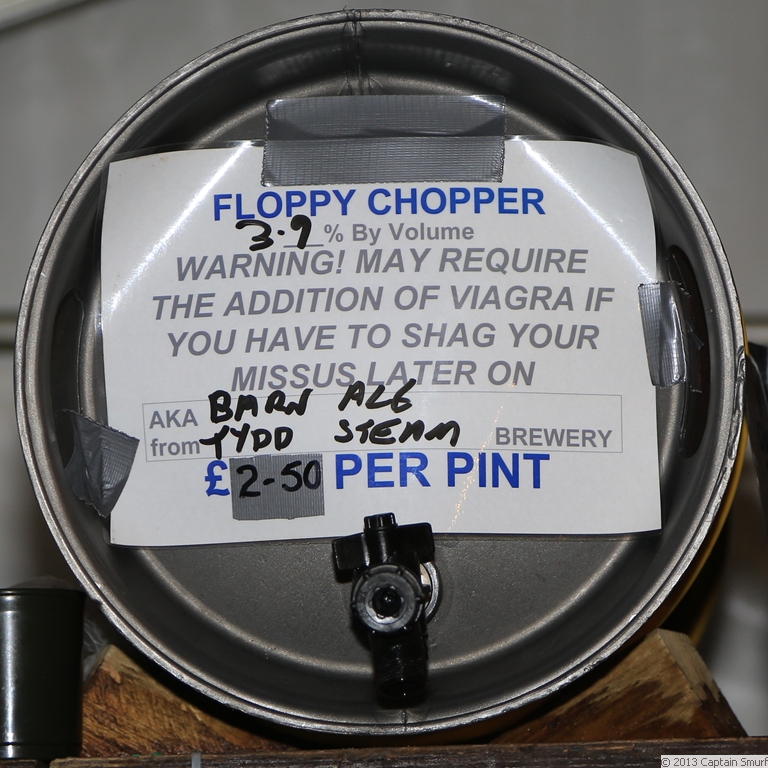 FLOPPY CHOPPER
3.9 % By Volume
WARNING! MAY REQUIRE
THE ADDITION OF VIAGRA IF
YOU HAVE TO SHAG YOUR
MISSUS LATER ON
AKA BARN ALE
from TYDD STEAM BREWERY
£2-50 PER PINT
© 2013 Captain Smurf